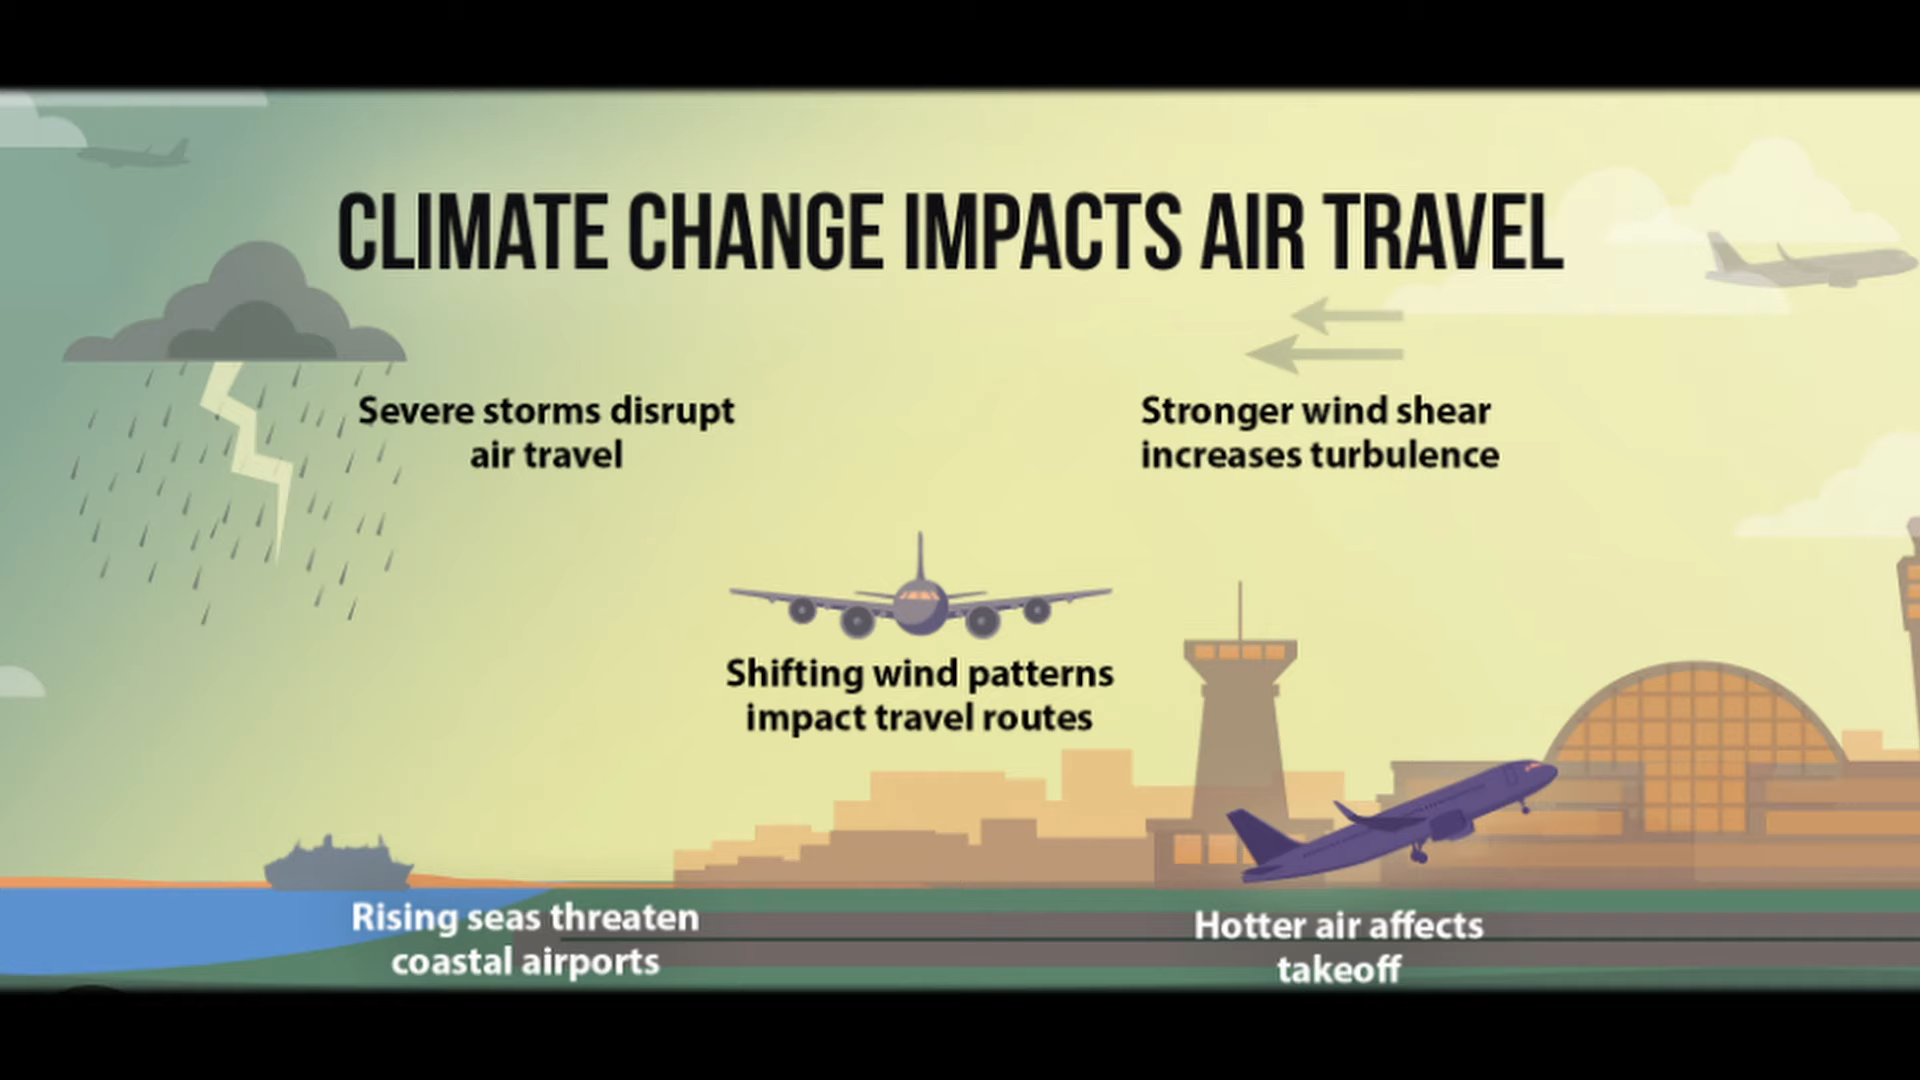 CLIMATE CHANGE IMPACTS AIR TRAVEL
Severe storms disrupt
air travel
Stronger wind shear
increases turbulence
Shifting wind patterns
impact travel routes
Rising seas threaten
coastal airports
Hotter air affects
takeoff